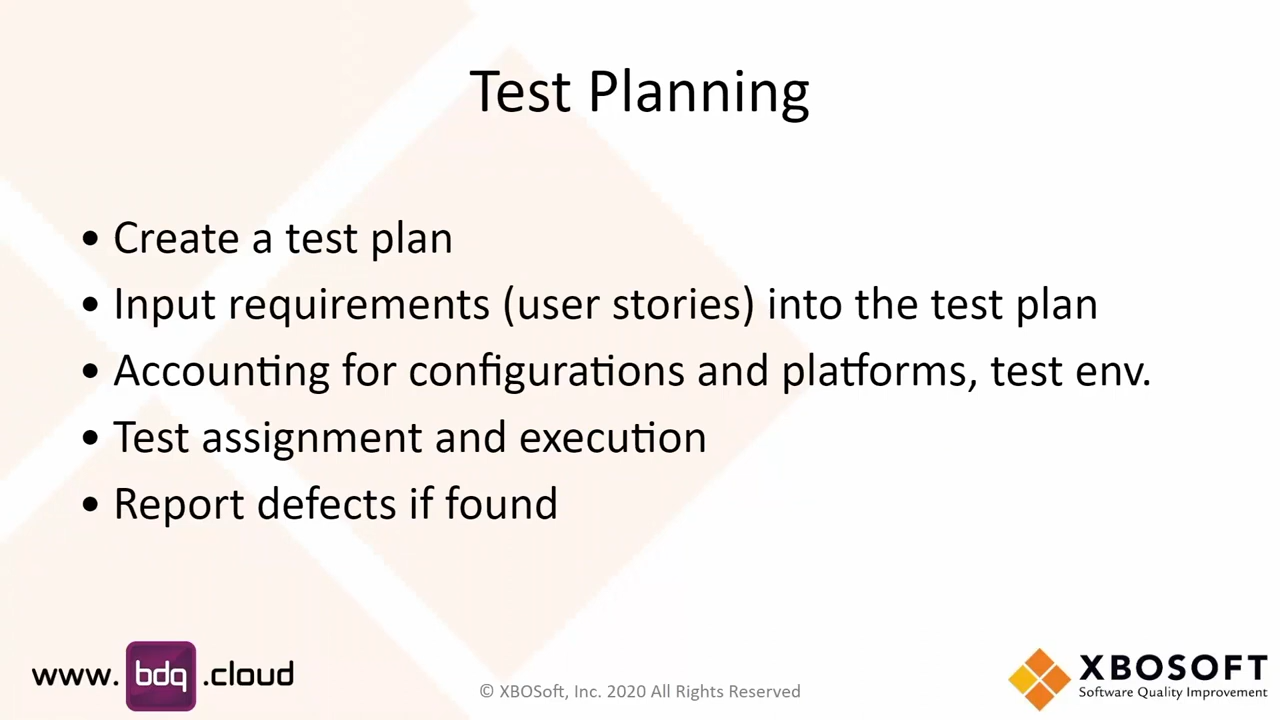 Test Planning
• Create a test plan
• Input requirements (user stories) into the test plan
• Accounting for configurations and platforms, test env.
• Test assignment and execution
• Report defects if found
www. bdq .cloud
© XBOSoft, Inc. 2020 All Rights Reserved
XBOSOFT
Software Quality Improvement